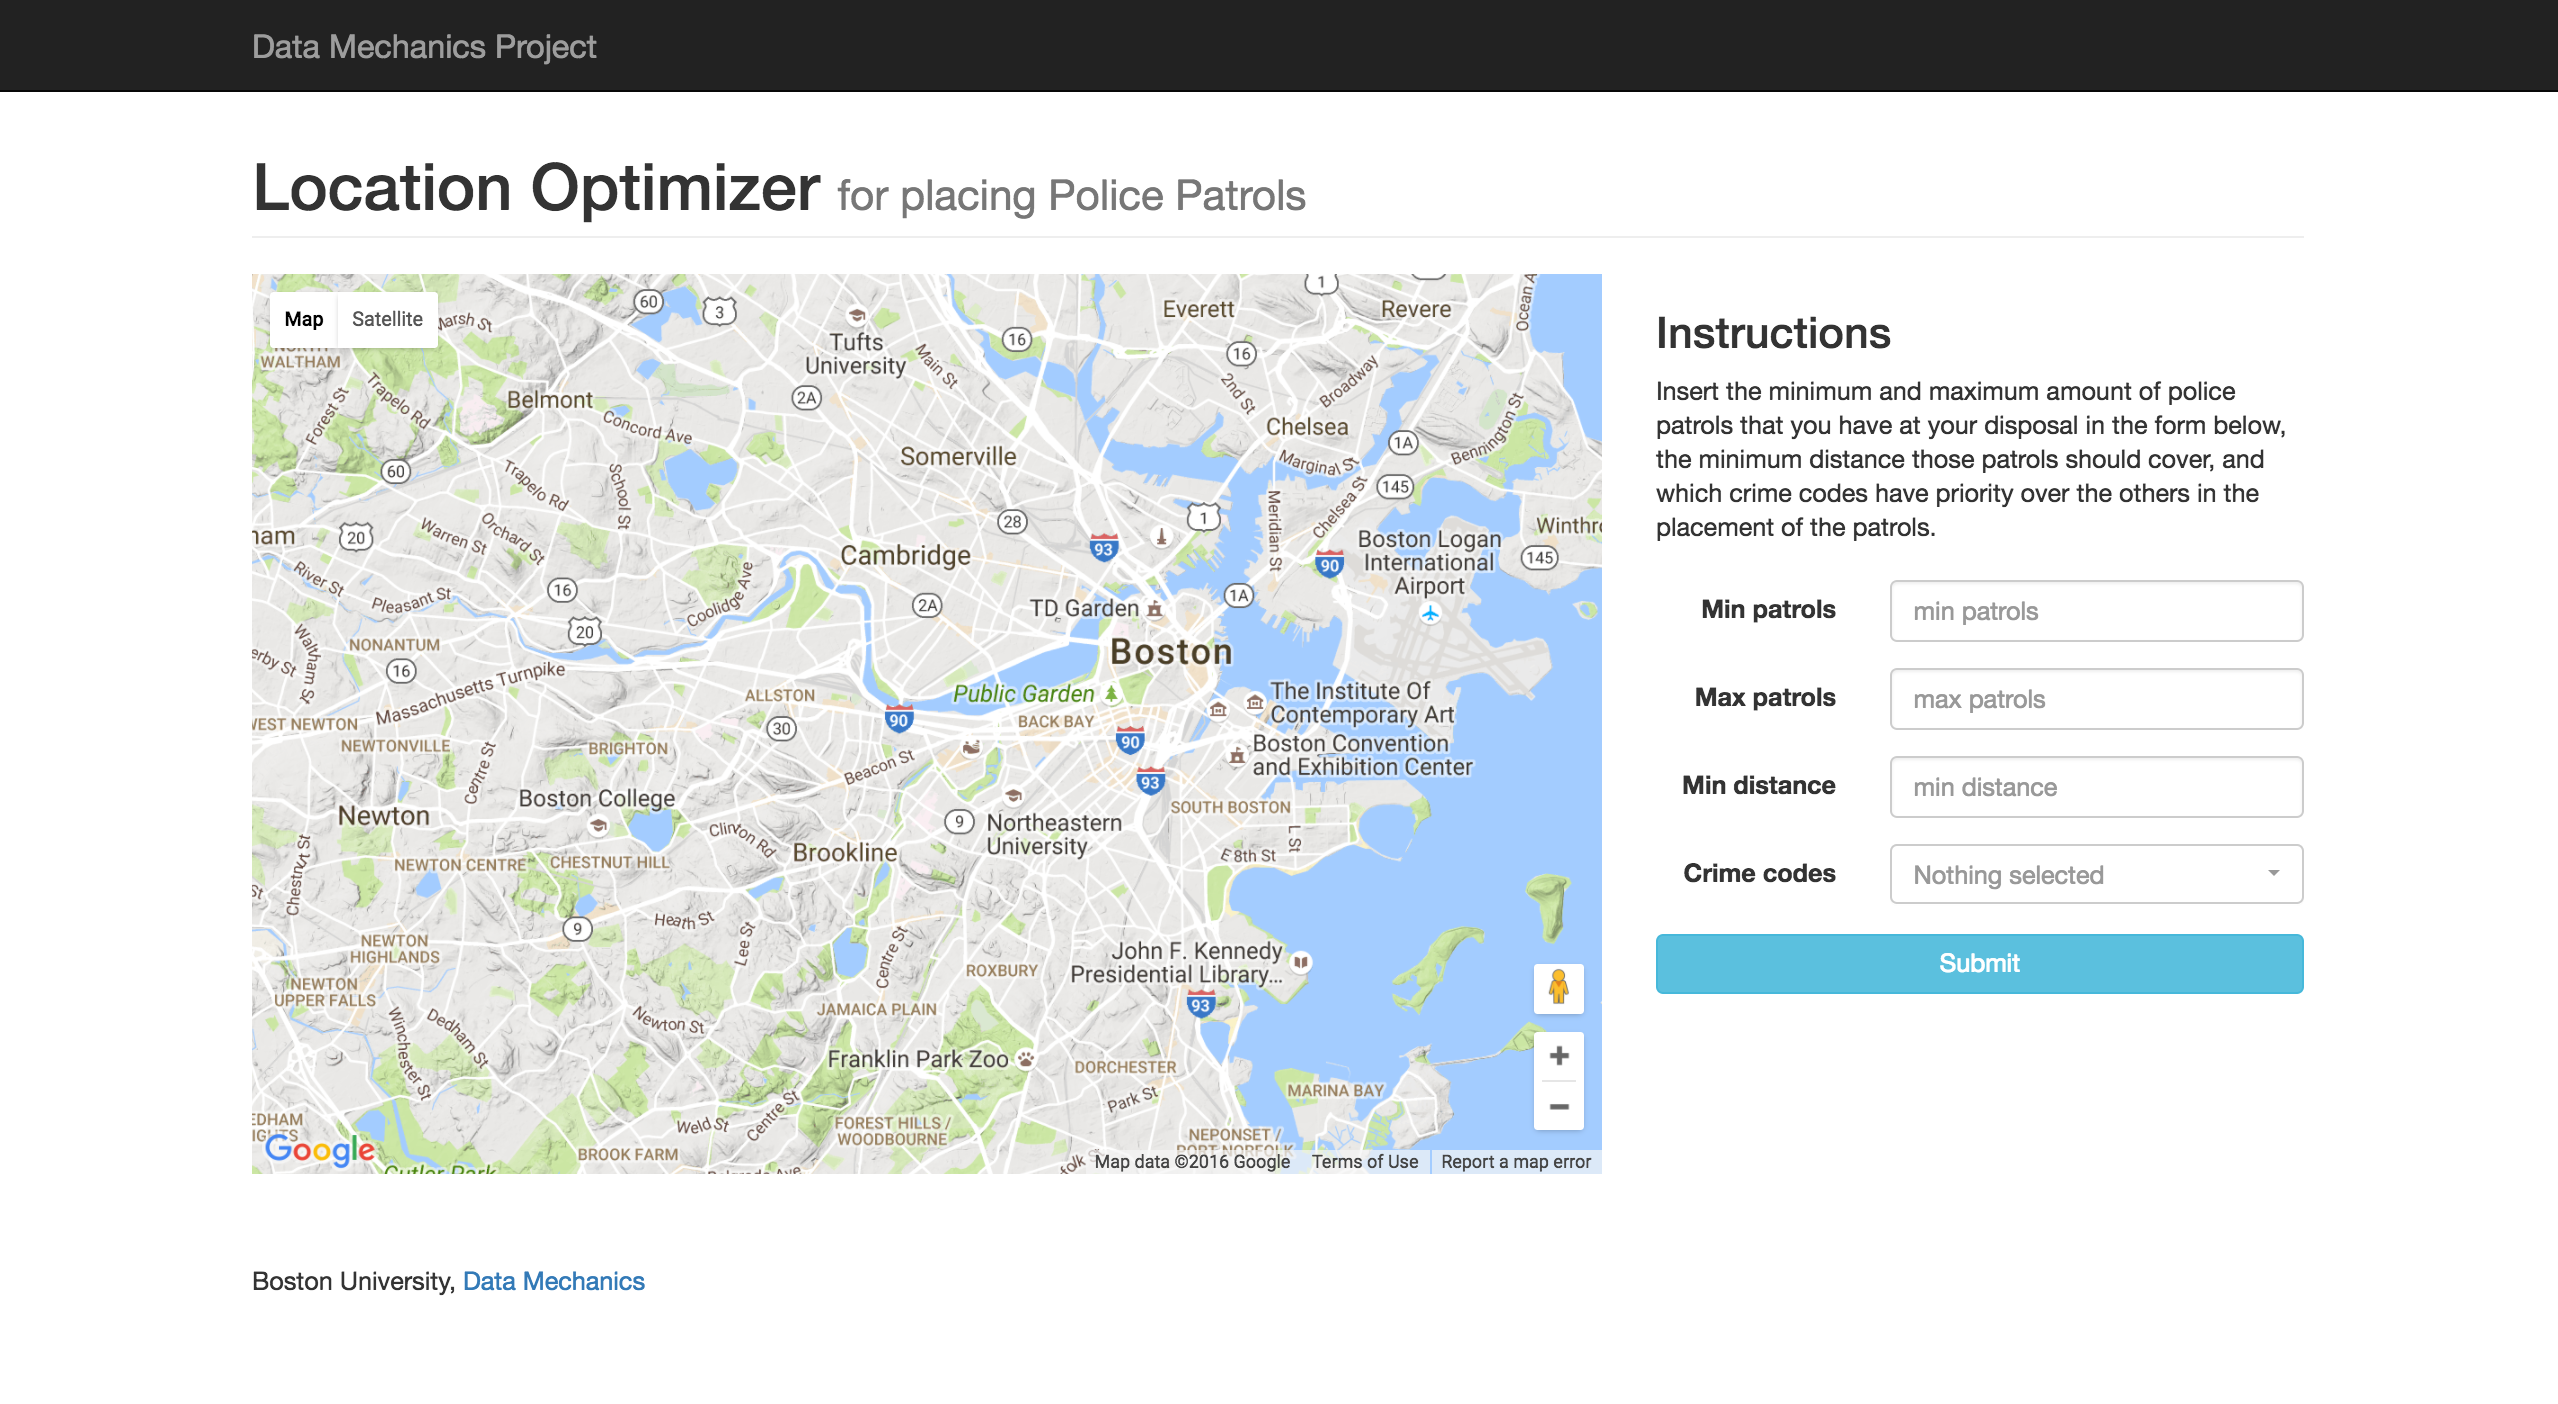 Data Mechanics Project
Location Optimizer for placing Police Patrols
Map
Satellite
Marsh St
60
3
1
Everett
Revere
Tufts
University
Main St
16
16
WALTHAM
Forest St
Trapelo Rd
Belmont
2A
2nd St
Broadway
Concord Ave
Chelsea
1A
Bennington St
60
Somerville
Marginal St
145
Trapelo Rd
School St
Meridian St
Chelsea St
28
1
20
Warren St
Orchard St
Cambridge
93
90
Boston Logan
International
Airport
145
River St
Pleasant St
16
Coolidge Ave
2A
TD Garden
1A
20
NONANTUM
Boston
Waltham St
16
Massachusetts Turnpike
ALLSTON
Public Garden
The Institute Of
Contemporary Art
90
BACK BAY
30
NEWTONVILLE
Centre St
BRIGHTON
Beacon St
90
Boston Convention
and Exhibition Center
93
Newton
Boston College
SOUTH BOSTON
Clinton Rd
9
Northeastern
University
L St
Brookline
E 8th St
NEWTON CENTRE
CHESTNUT HILL
Chestnut St
Heath St
9
Lee St
Centre St
NEWTON
HIGHLANDS
John F. Kennedy
Presidential Library...
ROXBURY
NEWTON
UPPER FALLS
93
JAMAICA PLAIN
Winchester St
Dedham St
Newton St
Franklin Park Zoo
DORCHESTER
MARINA BAY
Park St
Weld St
Centre St
FOREST HILLS /
WOODBOURNE
NEPONSET /
PORT NORFOLK
BROOK FARM
Cutler Park
Google
Map data ©2016 Google
Terms of Use
Report a map error
Instructions
Insert the minimum and maximum amount of police
patrols that you have at your disposal in the form below,
the minimum distance those patrols should cover, and
which crime codes have priority over the others in the
placement of the patrols.
Min patrols
min patrols
Max patrols
max patrols
Min distance
min distance
Crime codes
Nothing selected
Submit
Boston University, Data Mechanics